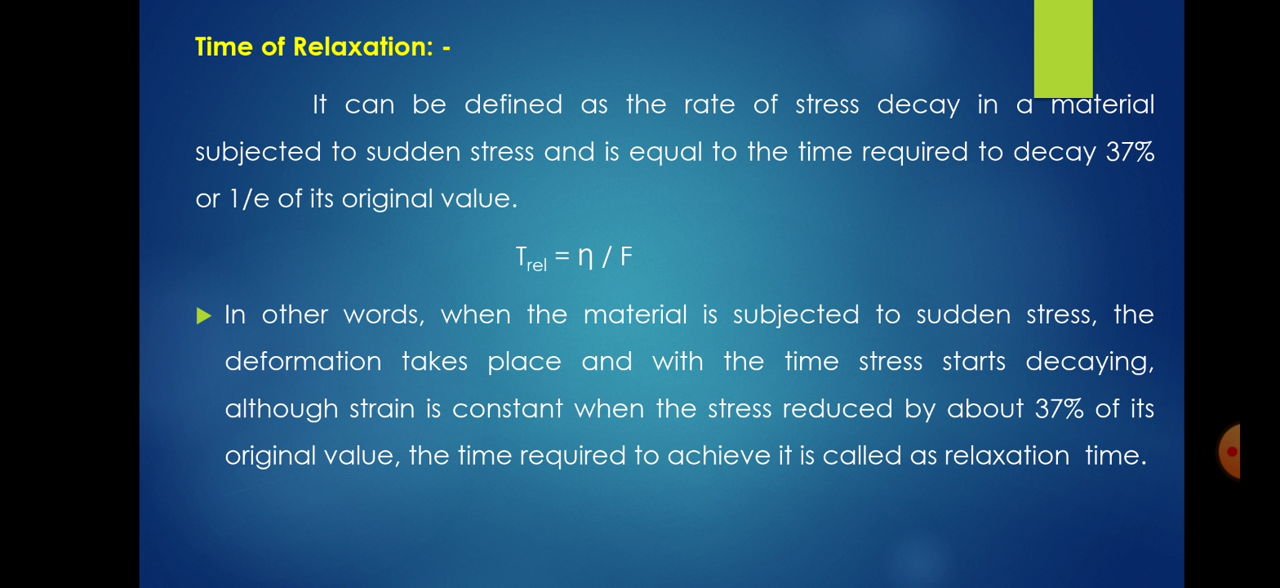 Time of Relaxation: -
It can be defined as the rate of stress decay in a material
subjected to sudden stress and is equal to the time required to decay 37%
or 1/e of its original value.
Trel = η / F
In other words, when the material is subjected to sudden stress, the
deformation takes place and with the time stress starts decaying,
although strain is constant when the stress reduced by about 37% of its
original value, the time required to achieve it is called as relaxation time.